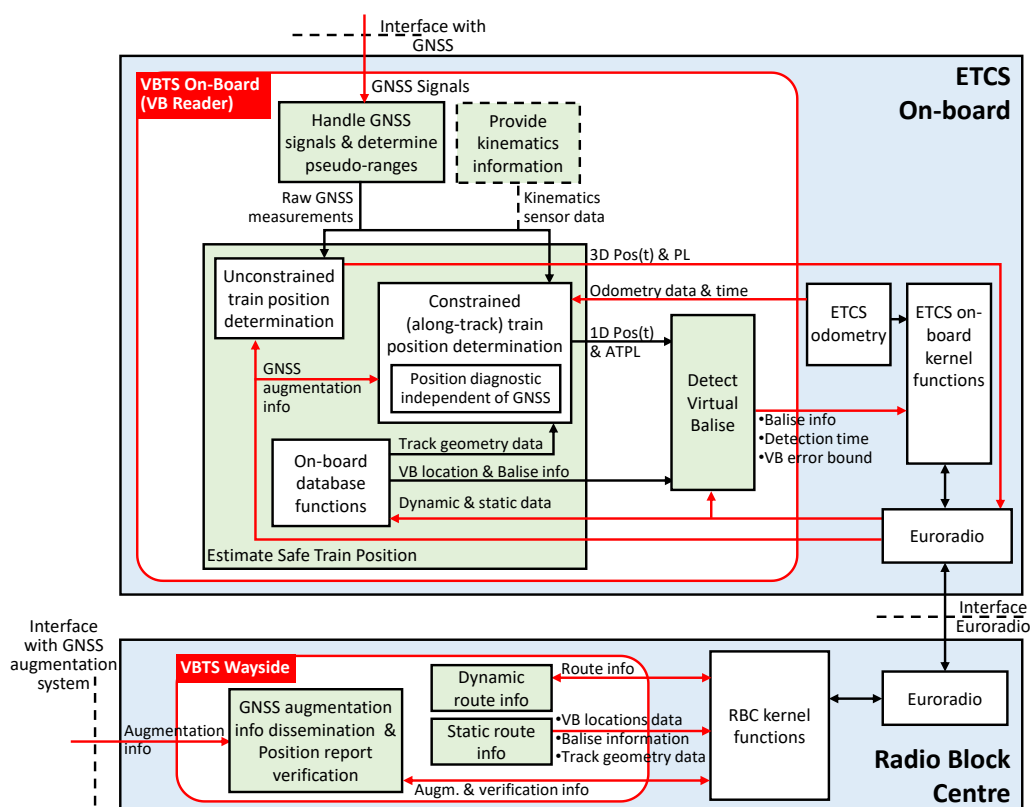 Interface with
GNSS
VBTS On-Board
(VB Reader)
GNSS Signals
ETCS
On-board
Handle GNSS
signals & determine
pseudo-ranges
Provide
kinematics
information
Raw GNSS
measurements
Kinematics
sensor data
Unconstrained
train position
determination
3D Pos(t) & PL
Constrained
(along-track) train
position determination
Odometry data & time
ETCS
odometry
ETCS on-
board
kernel
functions
1D Pos(t)
& ATPL
GNSS
augmentation
info
Position diagnostic
independent of GNSS
Detect
Virtual
Balise
•Balise info
•Detection time
•VB error bound
Track geometry data
On-board
database
functions
VB location & Balise info
Dynamic & static data
Euroradio
Estimate Safe Train Position
Interface
Euroradio
Interface
with GNSS
augmentation
system
VBTS Wayside
Dynamic
route info
Route info
GNSS augmentation
info dissemination &
Position report
verification
Static route
info
•VB locations data
•Balise information
•Track geometry data
RBC kernel
functions
Euroradio
Augmentation
info
Augm. & verification info
Radio Block
Centre